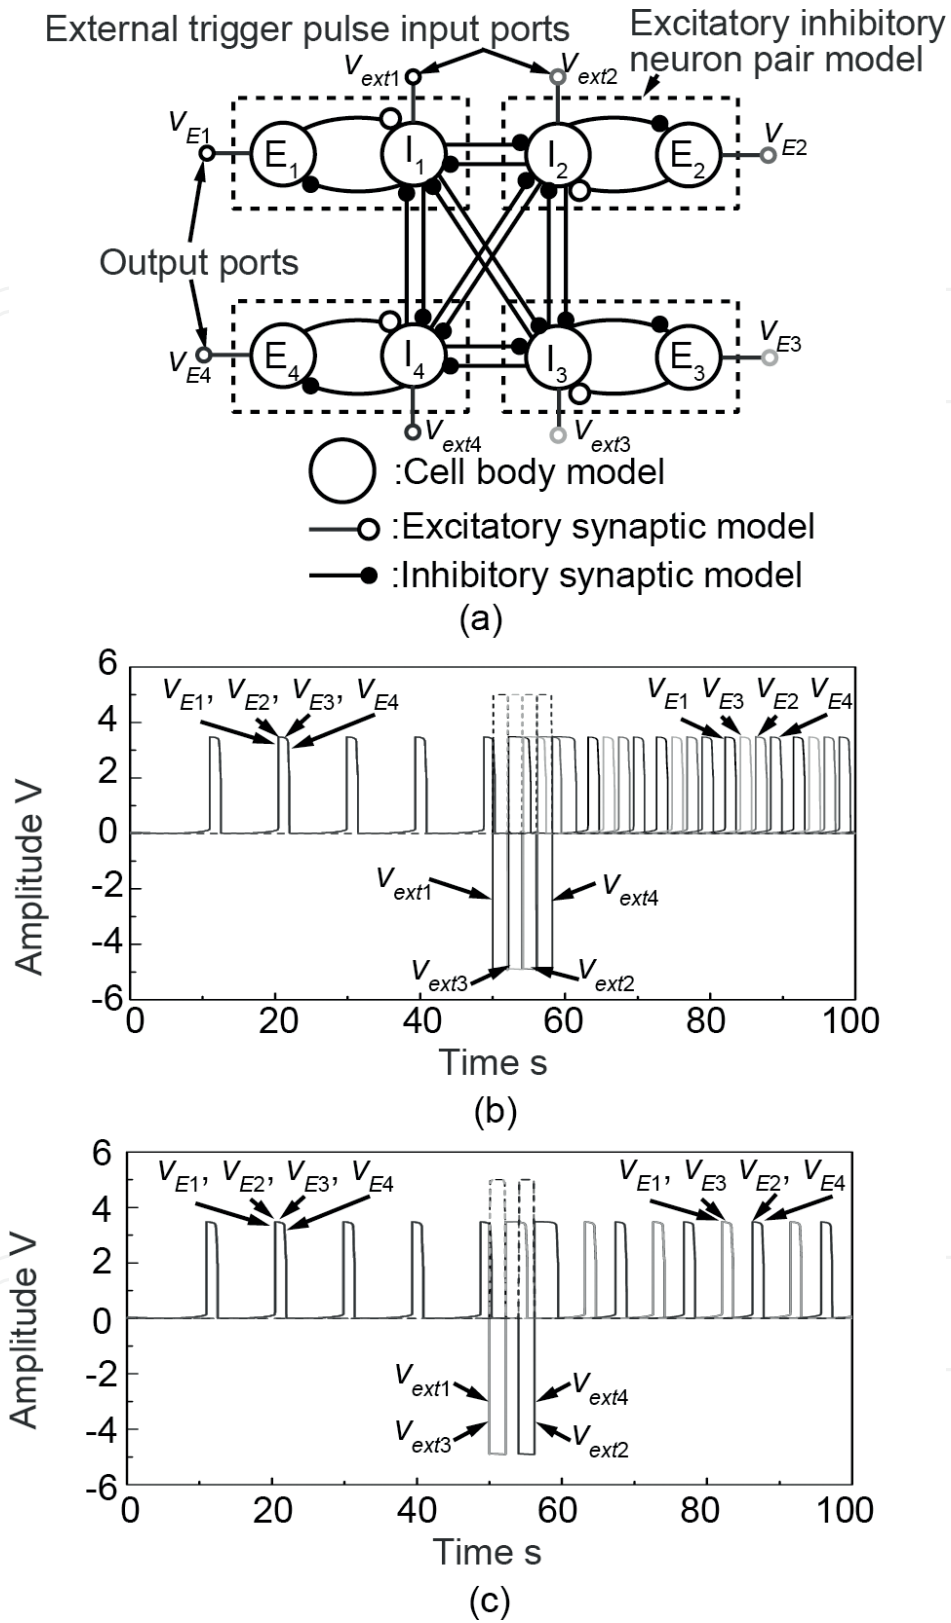 External trigger pulse input ports
Excitatory inhibitory
neuron pair model
Vext1
Vext2
VE1
E1
I1
I2
E2
VE2
Output ports
VE4
E4
I4
I3
E3
VE3
Vext4
Vext3
:Cell body model
:Excitatory synaptic model
:Inhibitory synaptic model
(a)
6
VE1, VE2, VE3, VE4
VE1 VE3 VE2 VE4
4
2
0
Vext1
Vext4
-2
-4
Vext3
Vext2
-6
Amplitude V
0 20 40 60 80 100
Time s
(b)
6
VE1, VE2, VE3, VE4
VE1, VE3 VE2, VE4
4
2
0
-2
Vext1
Vext4
-4
Vext3
Vext2
-6
Amplitude V
0 20 40 60 80 100
Time s
(c)